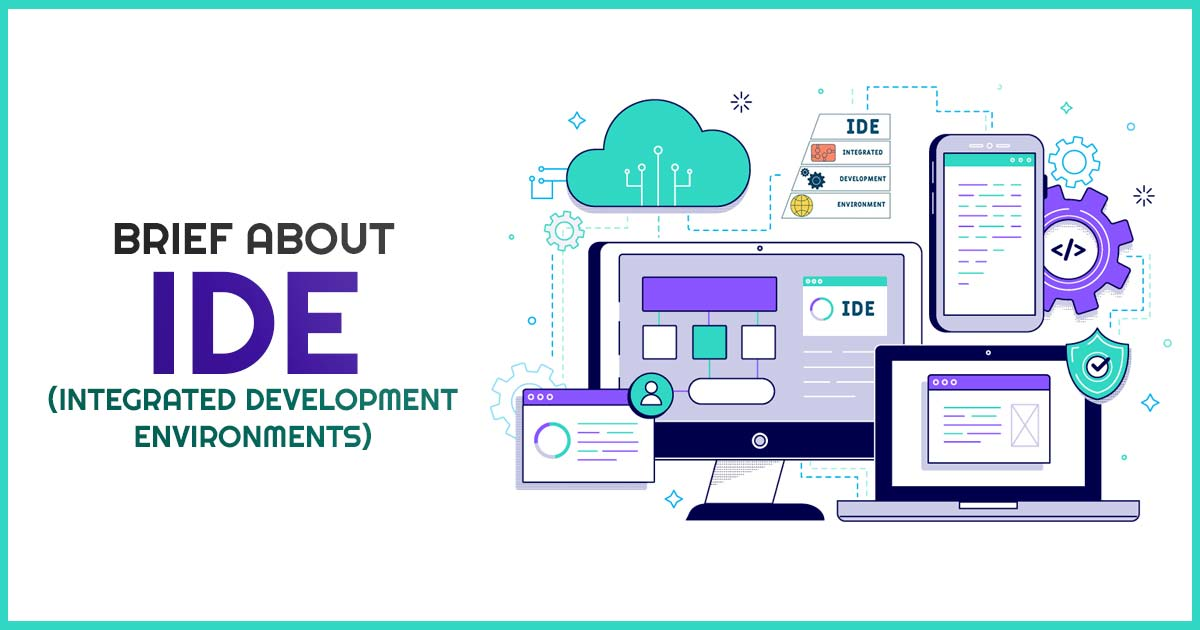 BRIEF ABOUT
IDE
(INTEGRATED DEVELOPMENT
ENVIRONMENTS)
IDE
INTEGRATED
DEVELOPMENT
ENVIRONMENT
</>
IDE